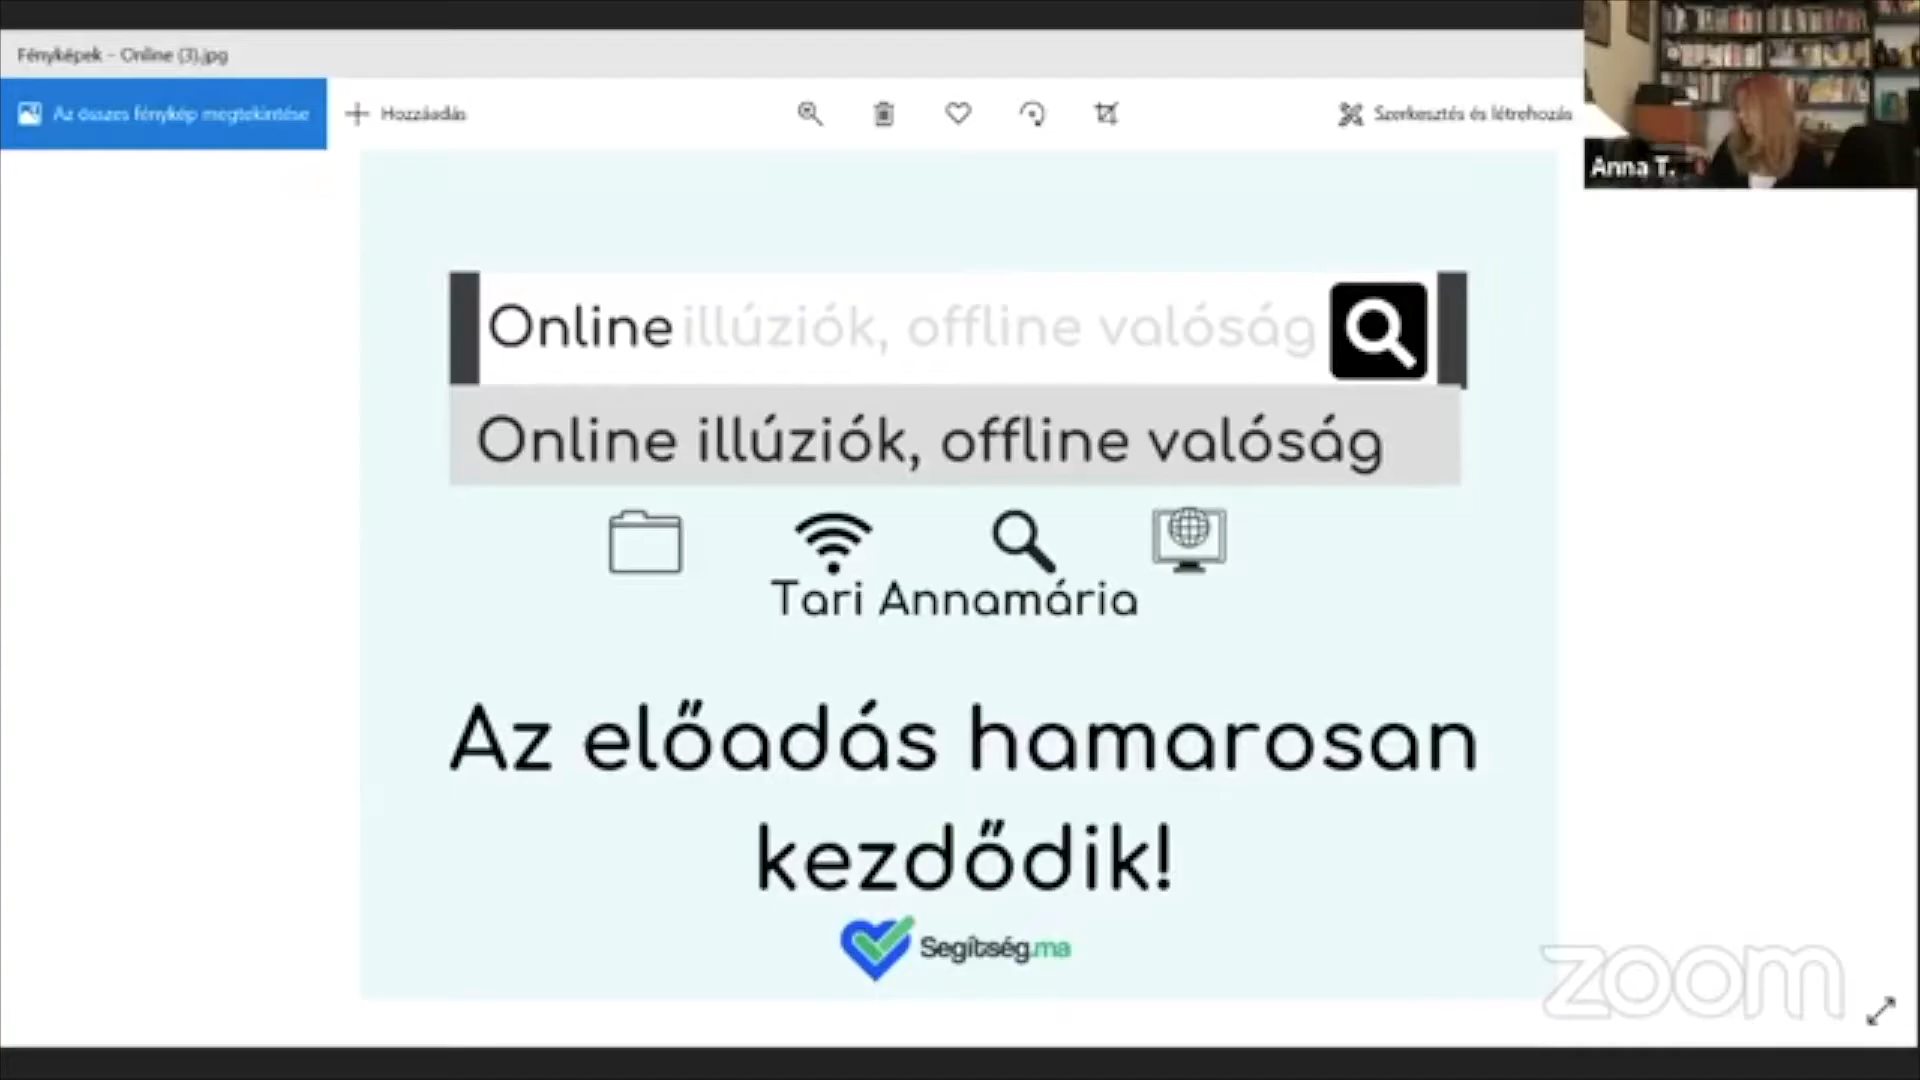 Fényképek - Online (3).jpg
Az összes fénykép megtekintése
Hozzáadás
Szerkesztés és létrehozás
Anna T.
Online illúziók, offline valóság
Online illúziók, offline valóság
Tari Annamária
Az előadás hamarosan
kezdődik!
Segítség.ma
zoom